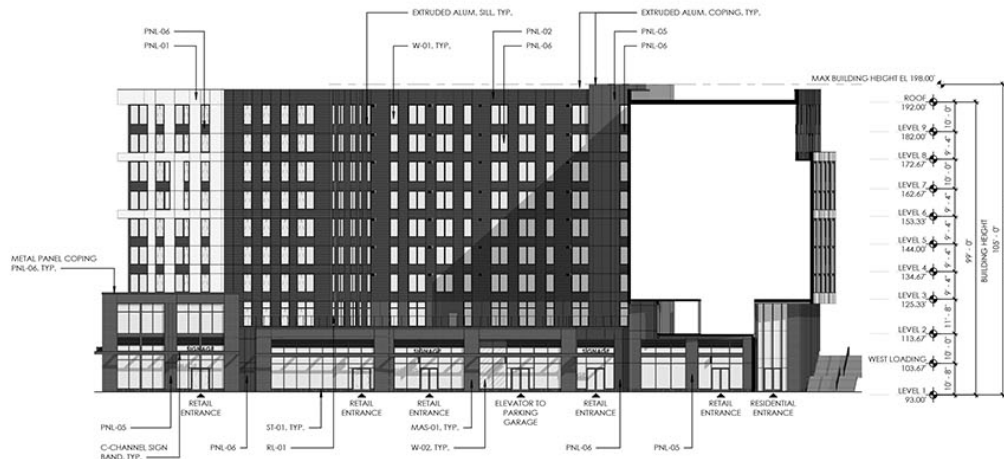 EXTRUDED ALUM. SILL, TYP.
EXTRUDED ALUM. COPING, TYP.
PNL-06
PNL-01
W-01, TYP.
PNL-02
PNL-06
PNL-05
PNL-06
MAX BUILDING HEIGHT EL 198.00'
ROOF
192.00'
LEVEL 9
182.00'
LEVEL 8
172.67'
LEVEL 7
162.67'
LEVEL 6
153.33'
LEVEL 5
144.00'
LEVEL 4
134.67'
LEVEL 3
125.33'
LEVEL 2
113.67'
WEST LOADING
103.67'
LEVEL 1
93.00'
10' - 0"
9' - 4"
10' - 0"
9' - 4"
9' - 4"
9' - 4"
9' - 4"
11' - 8"
10' - 0"
10' - 8"
99' - 0"
BUILDING HEIGHT
105' - 0"
METAL PANEL COPING
PNL-06, TYP.
SIGNAGE
SIGNAGE
SIGNAGE
RETAIL
ENTRANCE
RETAIL
ENTRANCE
RETAIL
ENTRANCE
ELEVATOR TO
PARKING
GARAGE
RETAIL
ENTRANCE
RETAIL
ENTRANCE
RESIDENTIAL
ENTRANCE
PNL-05
C-CHANNEL SIGN
BAND, TYP.
PNL-06
ST-01, TYP.
RL-01
MAS-01, TYP.
W-02, TYP.
PNL-06
PNL-05